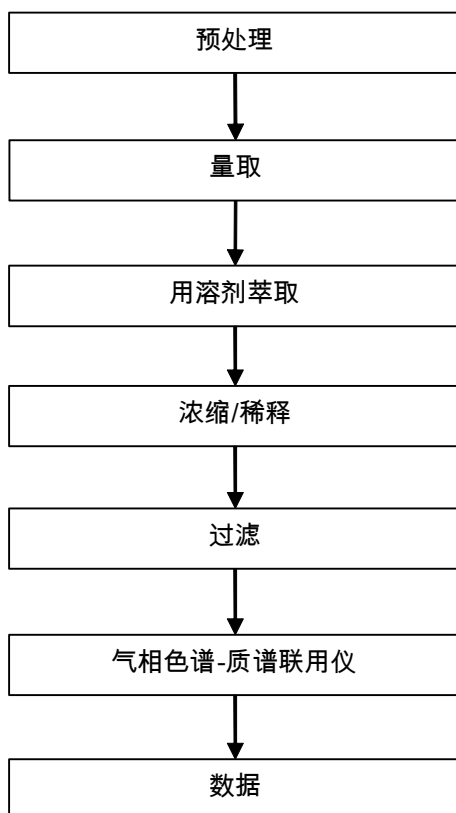 预处理
量取
用溶剂萃取
浓缩/稀释
过滤
气相色谱-质谱联用仪
数据